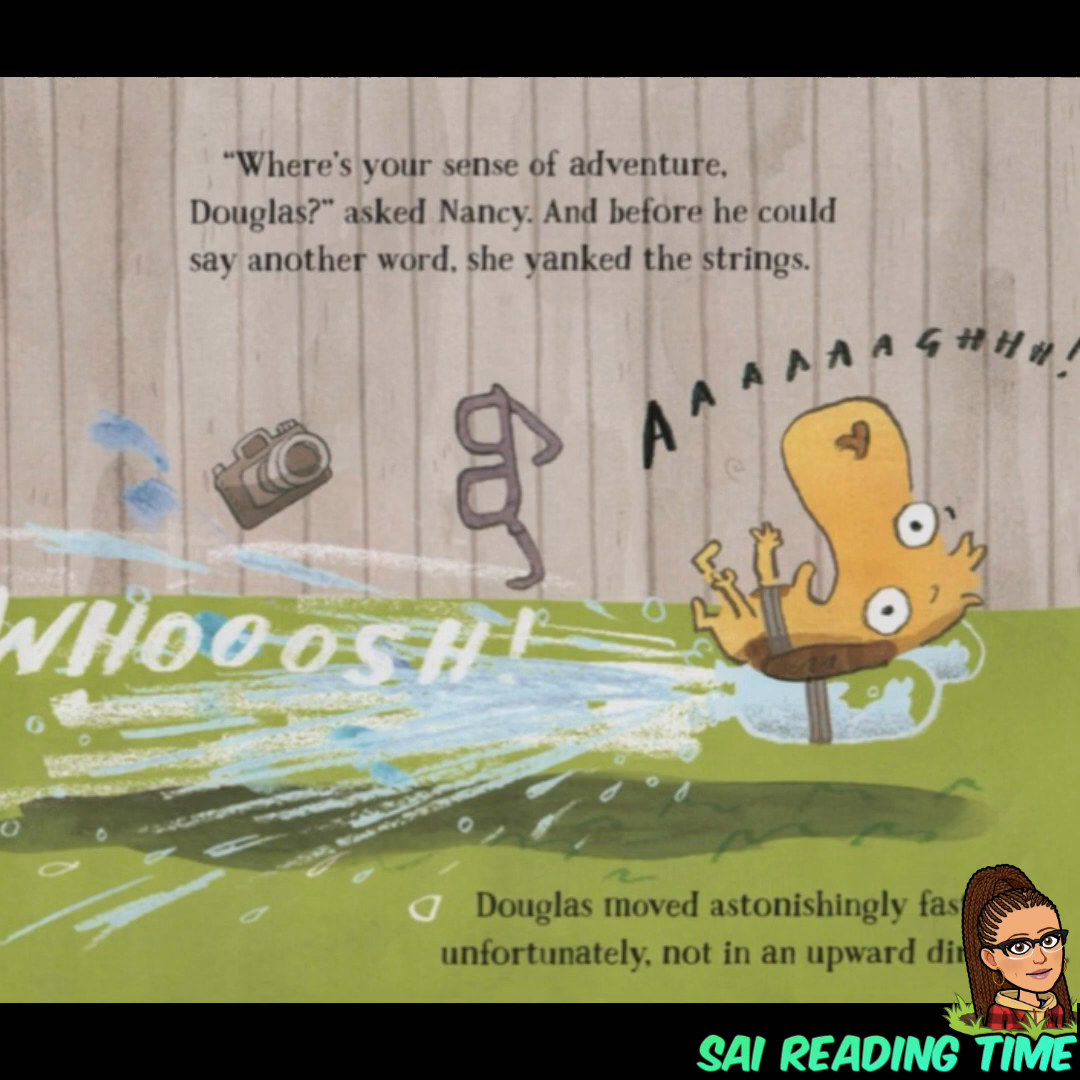 “Where's your sense of adventure,
Douglas?” asked Nancy. And before he could
say another word, she yanked the strings.
AAAAAAGHHH!
WHOOOSH!
Douglas moved astonishingly
unfortunately, not in an upward
SAI READING TIME